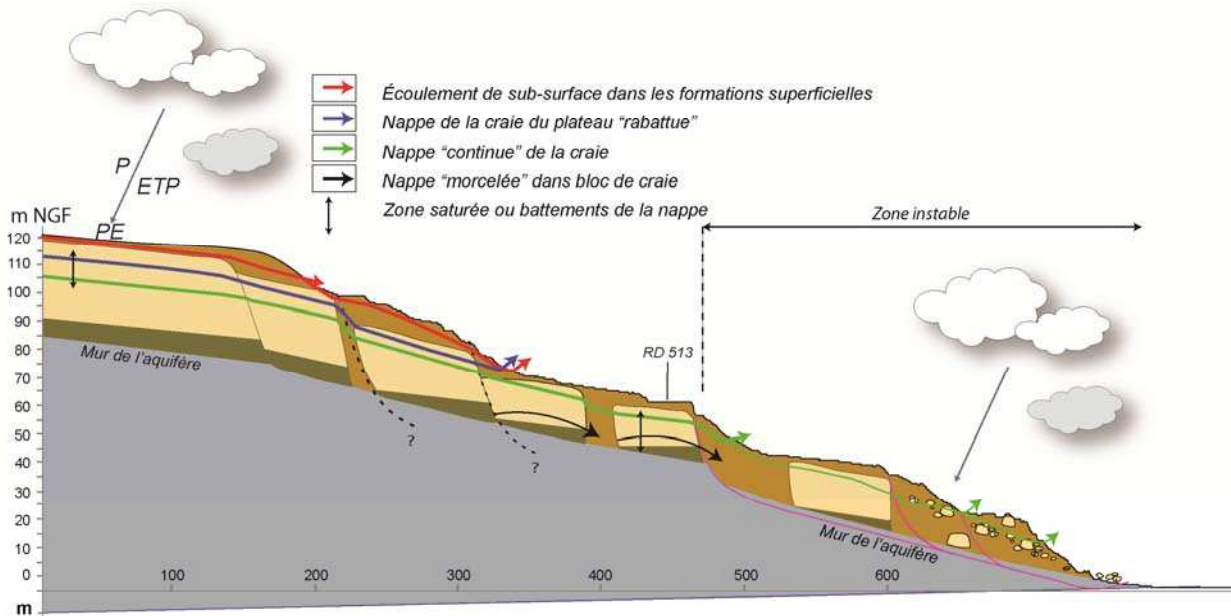 Écoulement de sub-surface dans les formations superficielles
Nappe de la craie du plateau "rabattue"
Nappe "continue" de la craie
Nappe "morcelée" dans bloc de craie
Zone saturée ou battements de la nappe
P
ETP
PE
m NGF
Zone instable
120
110
100
90
80
70
60
50
40
30
20
10
0
m
Mur de l'aquifère
RD 513
?
?
Mur de l'aquifère
100
200
300
400
500
600